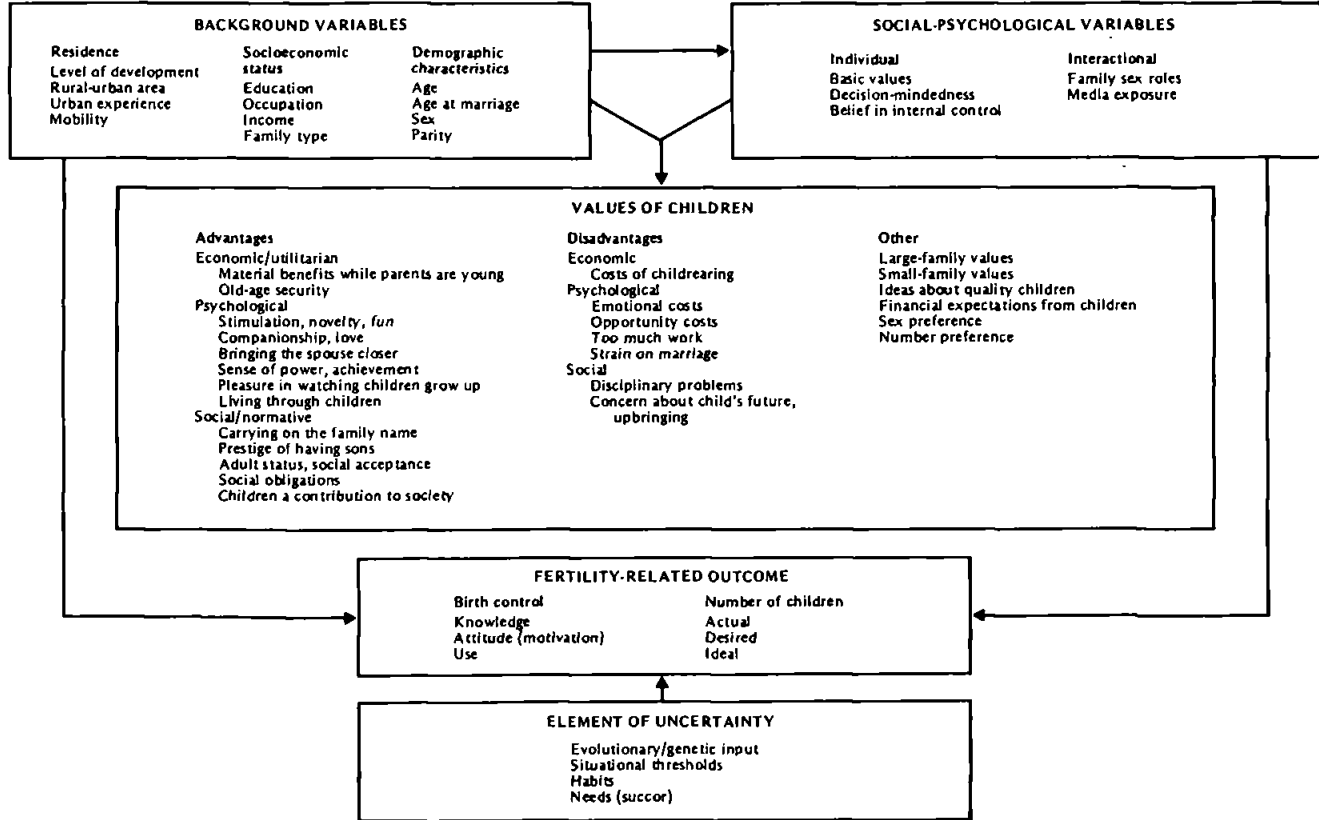 BACKGROUND VARIABLES
Residence
Level of development
Rural-urban area
Urban experience
Mobility
Socioeconomic
status
Education
Occupation
Income
Family type
Demographic
characteristics
Age
Age at marriage
Sex
Parity
SOCIAL-PSYCHOLOGICAL VARIABLES
Individual
Basic values
Decision-mindedness
Belief in internal control
Interactional
Family sex roles
Media exposure
VALUES OF CHILDREN
Advantages
Economic/utilitarian
Material benefits while parents are young
Old-age security
Psychological
Stimulation, novelty, fun
Companionship, love
Bringing the spouse closer
Sense of power, achievement
Pleasure in watching children grow up
Living through children
Social/normative
Carrying on the family name
Prestige of having sons
Adult status, social acceptance
Social obligations
Children a contribution to society
Disadvantages
Economic
Costs of childrearing
Psychological
Emotional costs
Opportunity costs
Too much work
Strain on marriage
Social
Disciplinary problems
Concern about child's future,
upbringing
Other
Large-family values
Small-family values
Ideas about quality children
Financial expectations from children
Sex preference
Number preference
FERTILITY-RELATED OUTCOME
Birth control
Knowledge
Attitude (motivation)
Use
Number of children
Actual
Desired
Ideal
ELEMENT OF UNCERTAINTY
Evolutionary/genetic input
Situational thresholds
Habits
Needs (succor)